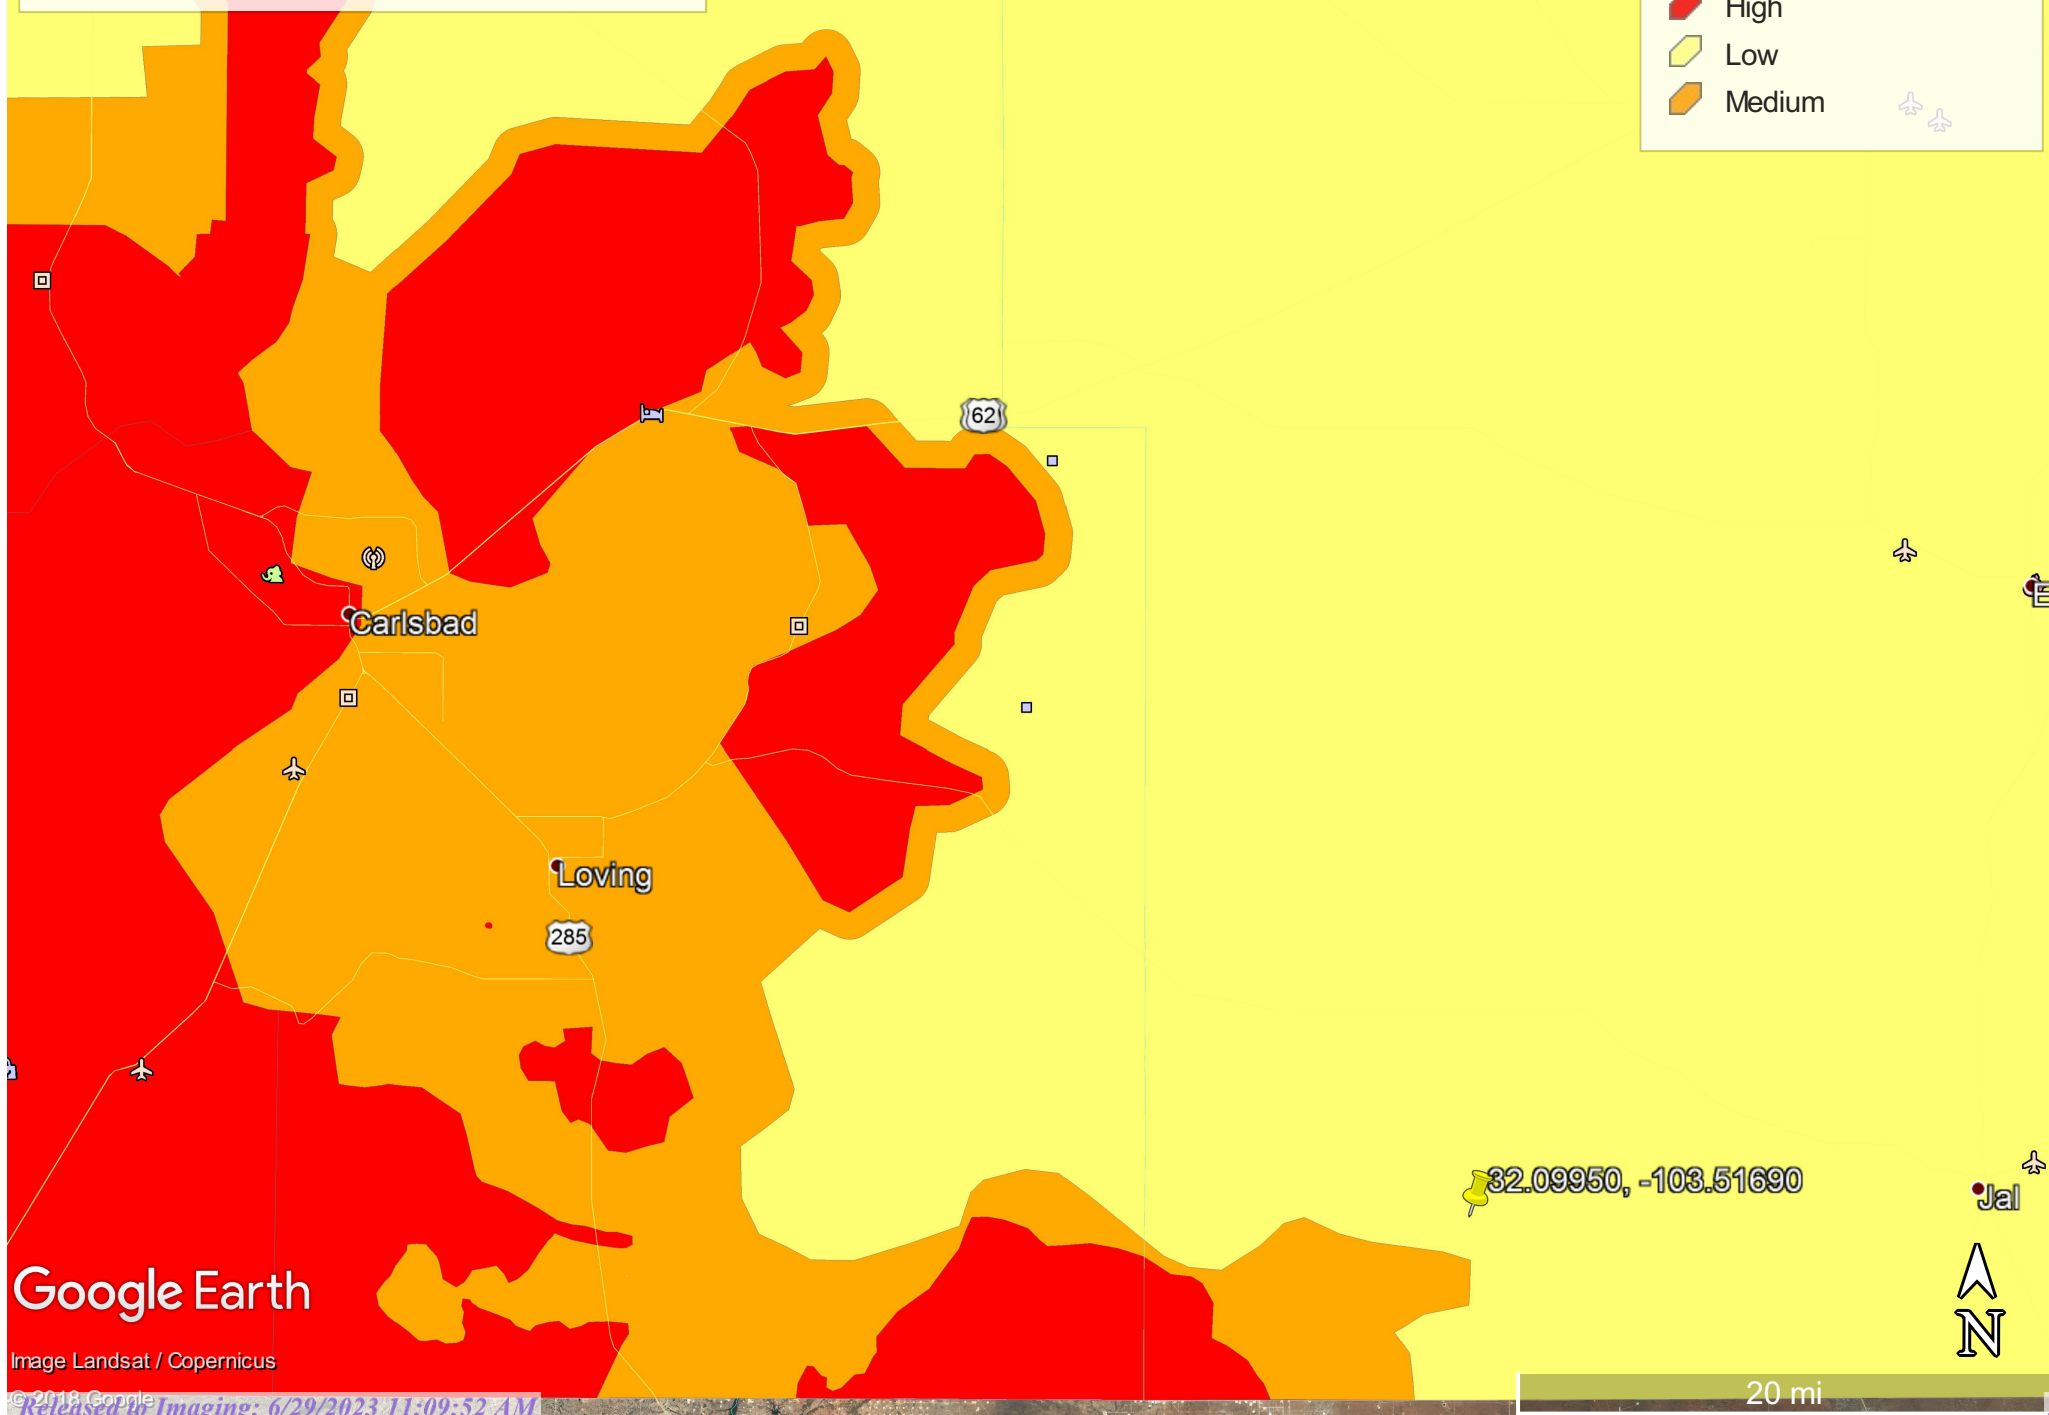 High
Low
Medium
62
Carlsbad
Loving
285
32.09950, -103.51690
Jal
Google Earth
N
Image Landsat / Copernicus
© 2018 Google
20 mi
Released to Imaging: 6/29/2023 11:09:52 AM